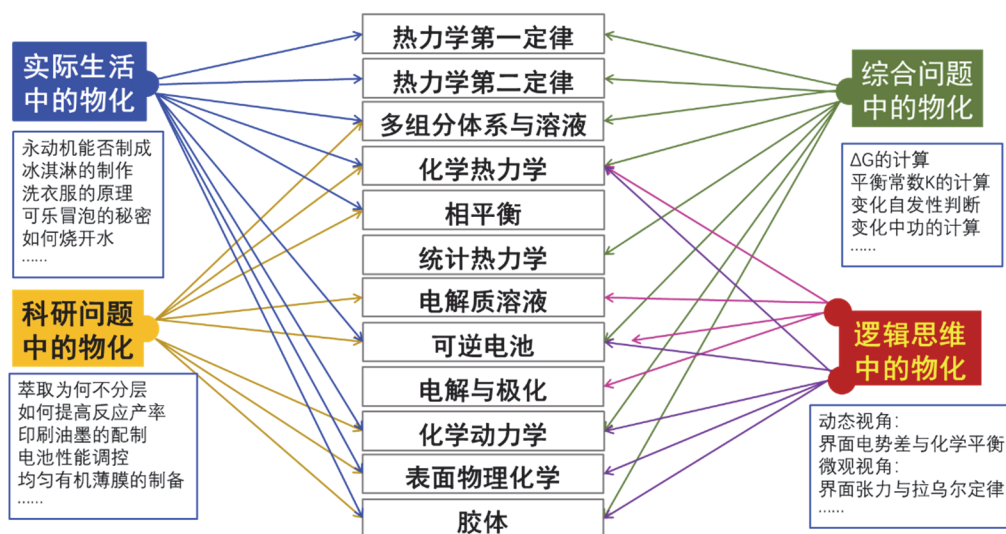 实际生活
中的物化
永动机能否制成
冰淇淋的制作
洗衣服的原理
可乐冒泡的秘密
如何烧开水
......
科研问题
中的物化
萃取为何不分层
如何提高反应产率
印刷油墨的配制
电池性能调控
均匀有机薄膜的制备
......
热力学第一定律
热力学第二定律
多组分体系与溶液
化学热力学
相平衡
统计热力学
电解质溶液
可逆电池
电解与极化
化学动力学
表面物理化学
胶体
综合问题
中的物化
ΔG的计算
平衡常数K的计算
变化自发性判断
变化中功的计算
......
逻辑思维
中的物化
动态视角:
界面电势差与化学平衡
微观视角:
界面张力与拉乌尔定律
......